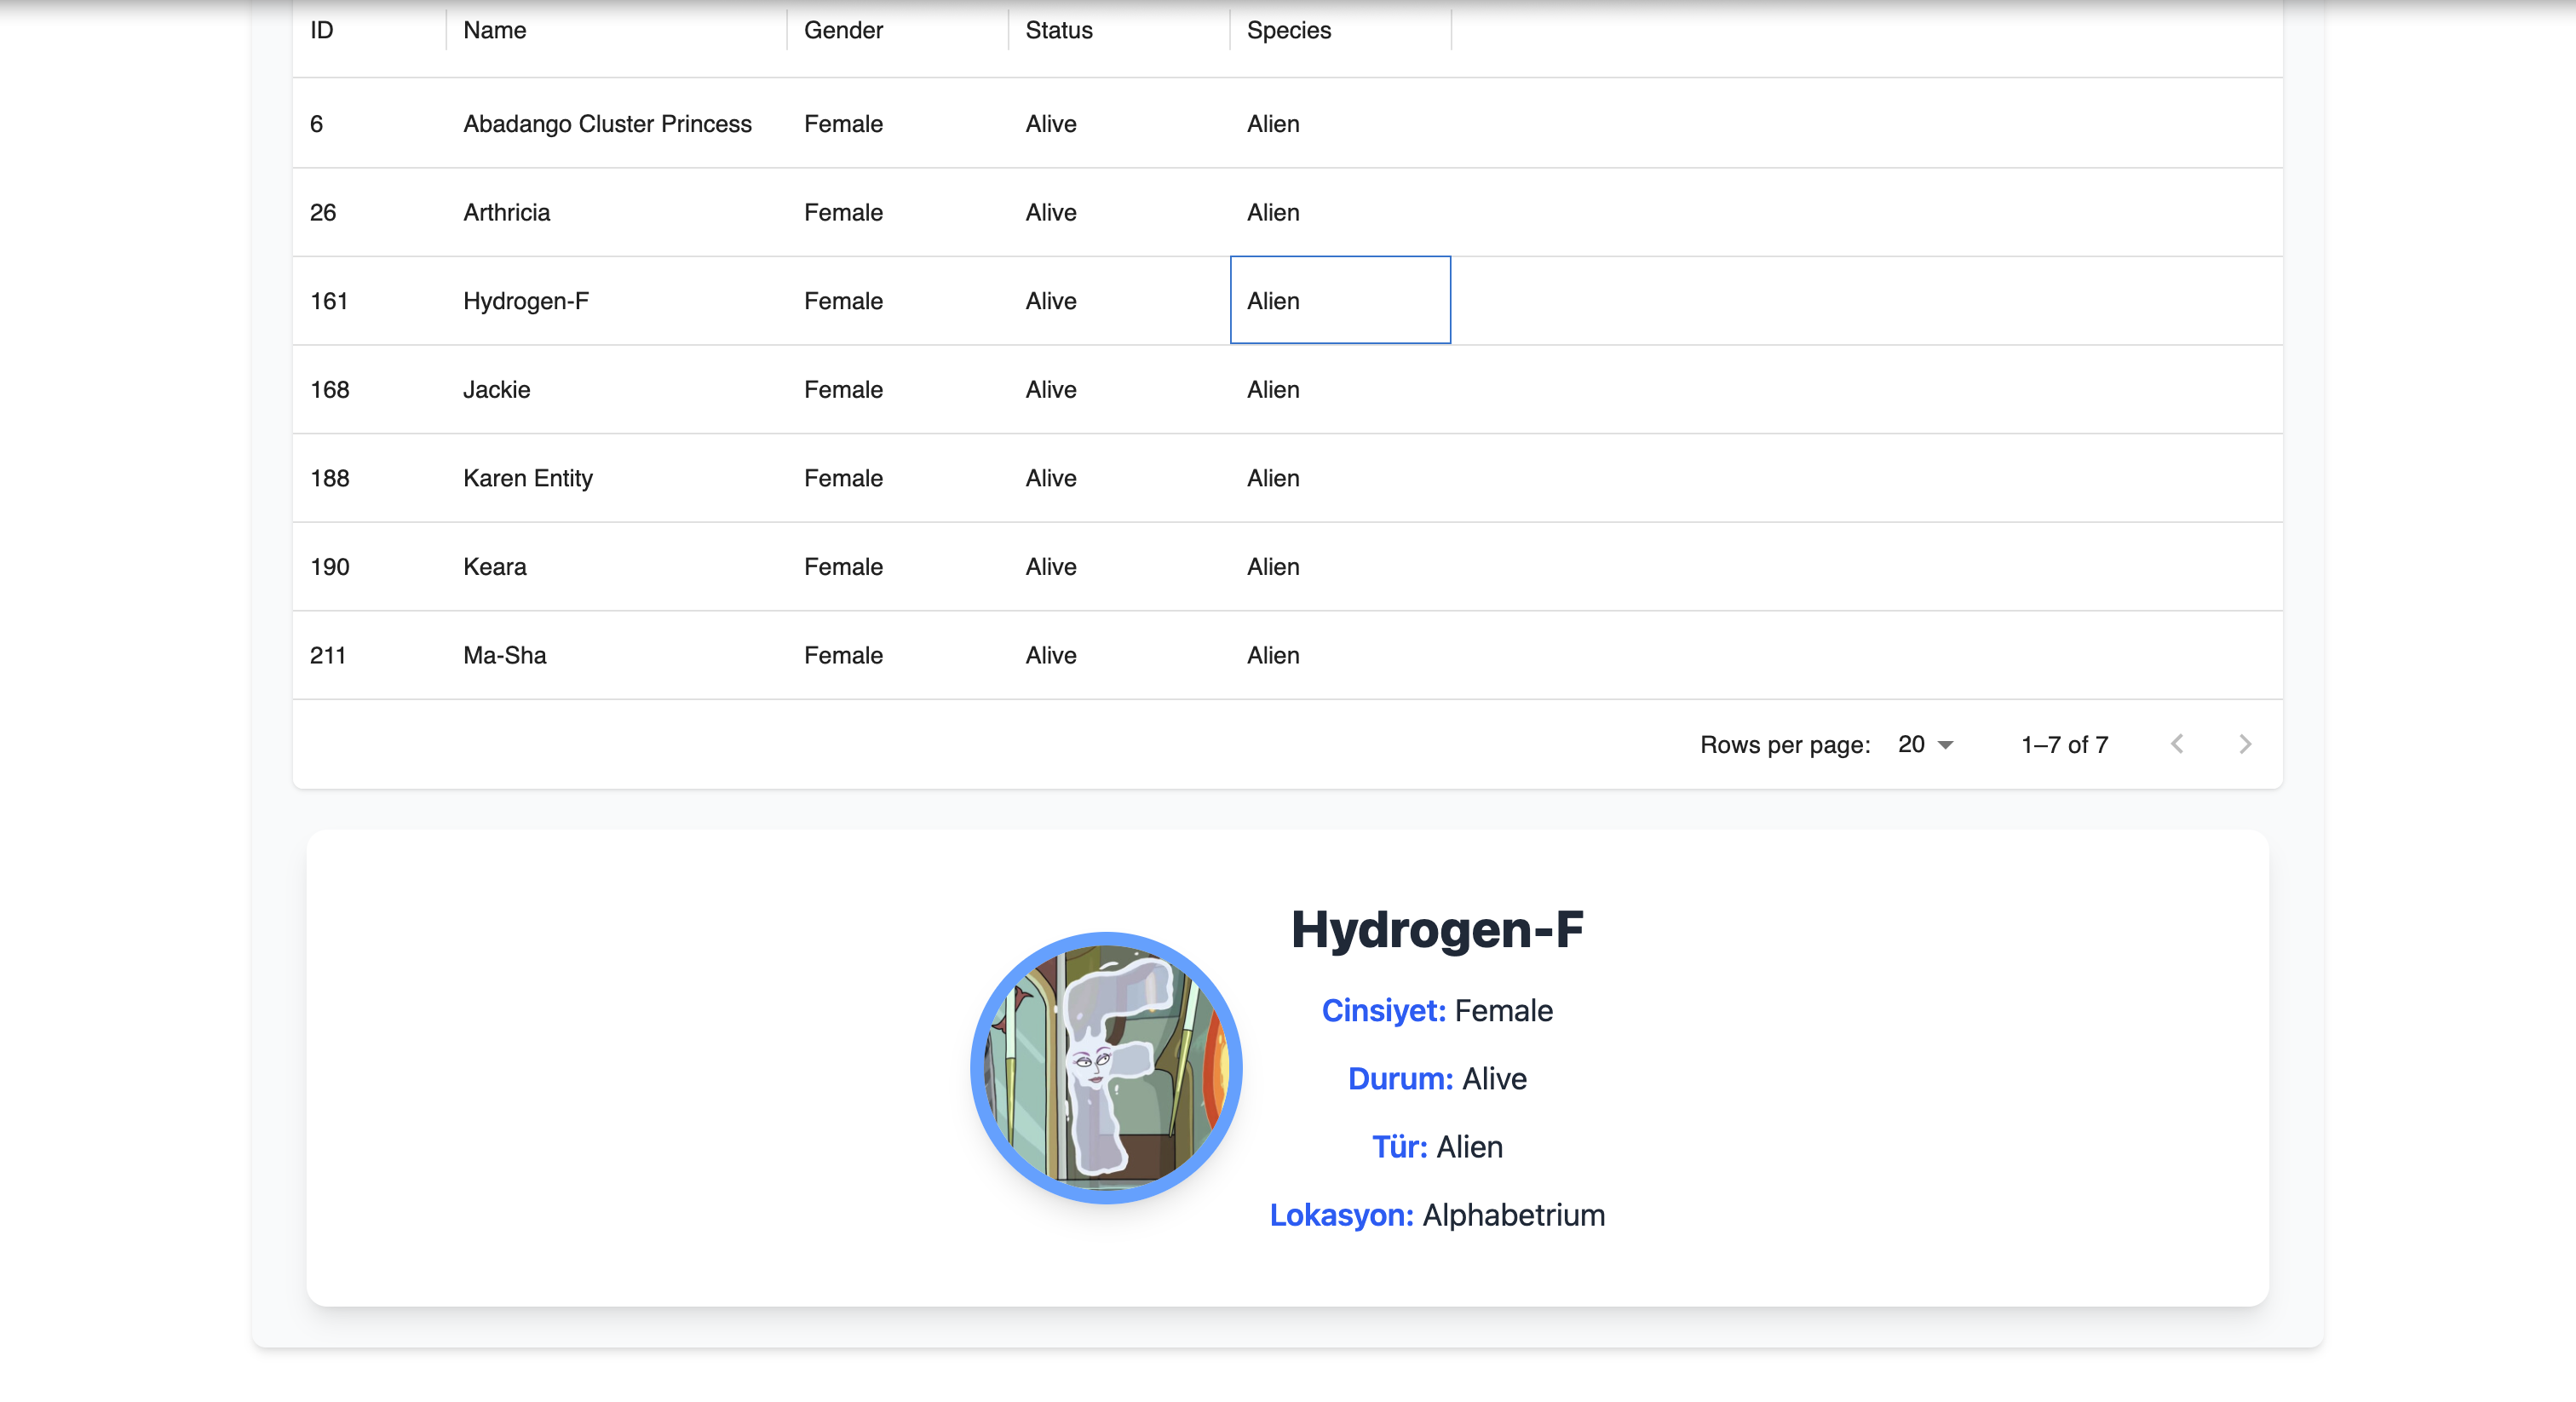 ID Name Gender Status Species
6 Abadango Cluster Princess Female Alive Alien
26 Arthricia Female Alive Alien
161 Hydrogen-F Female Alive Alien
168 Jackie Female Alive Alien
188 Karen Entity Female Alive Alien
190 Keara Female Alive Alien
211 Ma-Sha Female Alive Alien
Rows per page: 20 1–7 of 7
Hydrogen-F
Cinsiyet: Female
Durum: Alive
Tür: Alien
Lokasyon: Alphabetrium